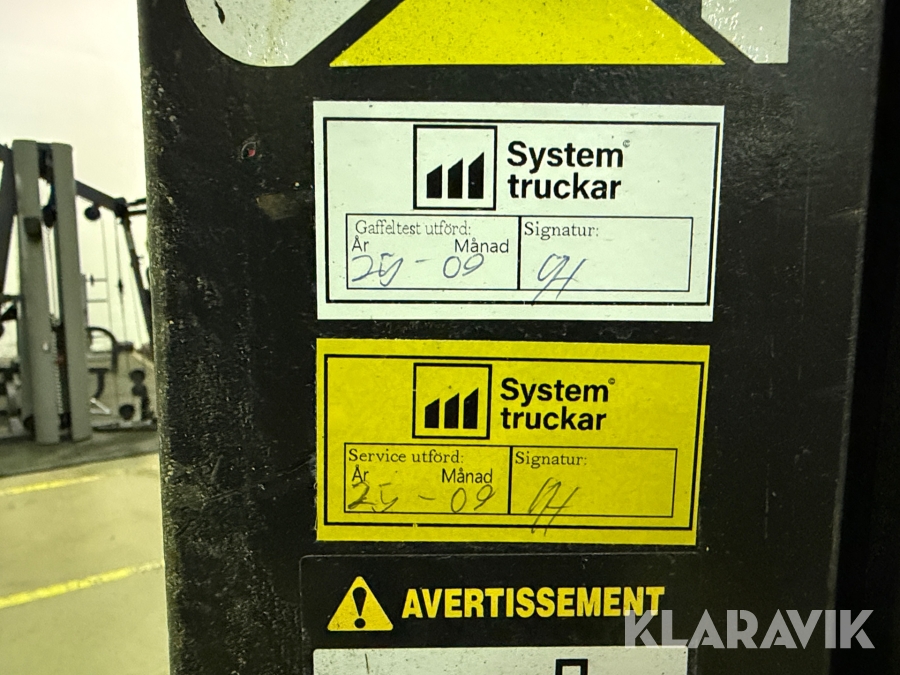 System©
truckar
Gaffeltest utförd:
År Månad
25 - 09
Signatur:
System©
truckar
Service utförd:
År Månad
25 - 09
Signatur:
AVERTISSEMENT
KLARAVIK